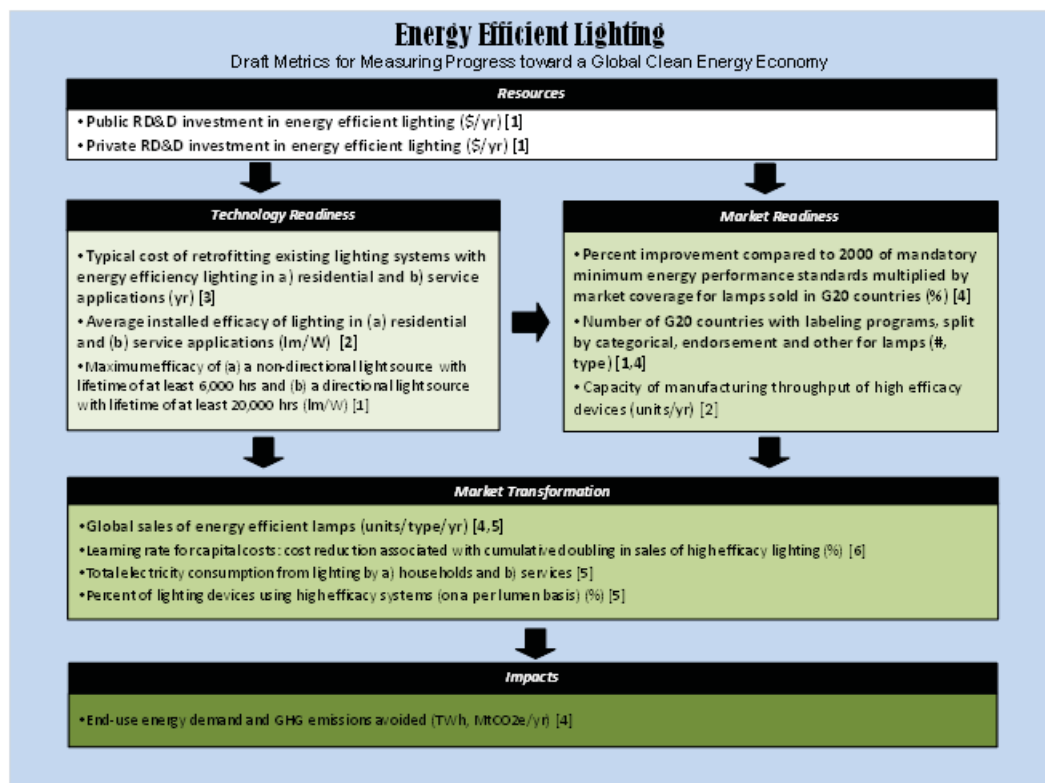 Energy Efficient Lighting
Draft Metrics for Measuring Progress toward a Global Clean Energy Economy
Resources
• Public RD&D investment in energy efficient lighting ($/yr) [1]
• Private RD&D investment in energy efficient lighting ($/yr) [1]
Technology Readiness
• Typical cost of retrofitting existing lighting systems with
energy efficiency lighting in a) residential and b) service
applications (yr) [3]
• Average installed efficacy of lighting in (a) residential
and (b) service applications (lm/W) [2]
• Maximum efficacy of (a) a non-directional light source with
lifetime of at least 6,000 hrs and (b) a directional light source
with lifetime of at least 20,000 hrs (lm/W) [1]
Market Readiness
• Percent improvement compared to 2000 of mandatory
minimum energy performance standards multiplied by
market coverage for lamps sold in G20 countries (%) [4]
• Number of G20 countries with labeling programs, split
by categorical, endorsement and other for lamps (#,
type) [1,4]
• Capacity of manufacturing throughput of high efficacy
devices (units/yr) [2]
Market Transformation
• Global sales of energy efficient lamps (units/type/yr) [4,5]
• Learning rate for capital costs: cost reduction associated with cumulative doubling in sales of high efficacy lighting (%) [6]
• Total electricity consumption from lighting by a) households and b) services [5]
• Percent of lighting devices using high efficacy systems (on a per lumen basis) (%) [5]
Impacts
• End-use energy demand and GHG emissions avoided (TWh, MtCO2e/yr) [4]